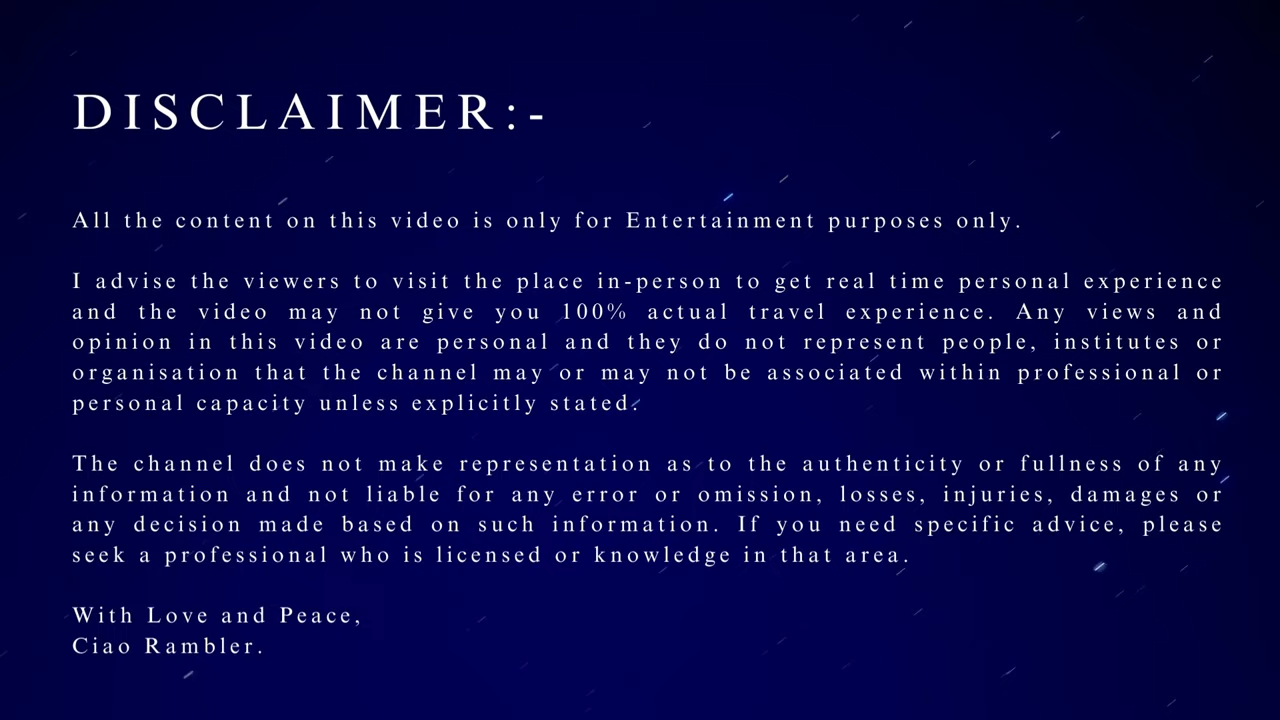 DISCLAIMER:-
All the content on this video is only for Entertainment purposes only.
I advise the viewers to visit the place in-person to get real time personal experience
and the video may not give you 100% actual travel experience. Any views and
opinion in this video are personal and they do not represent people, institutes or
organisation that the channel may or may not be associated within professional or
personal capacity unless explicitly stated.
The channel does not make representation as to the authenticity or fullness of any
information and not liable for any error or omission, losses, injuries, damages or
any decision made based on such information. If you need specific advice, please
seek a professional who is licensed or knowledge in that area.
With Love and Peace,
Ciao Rambler.